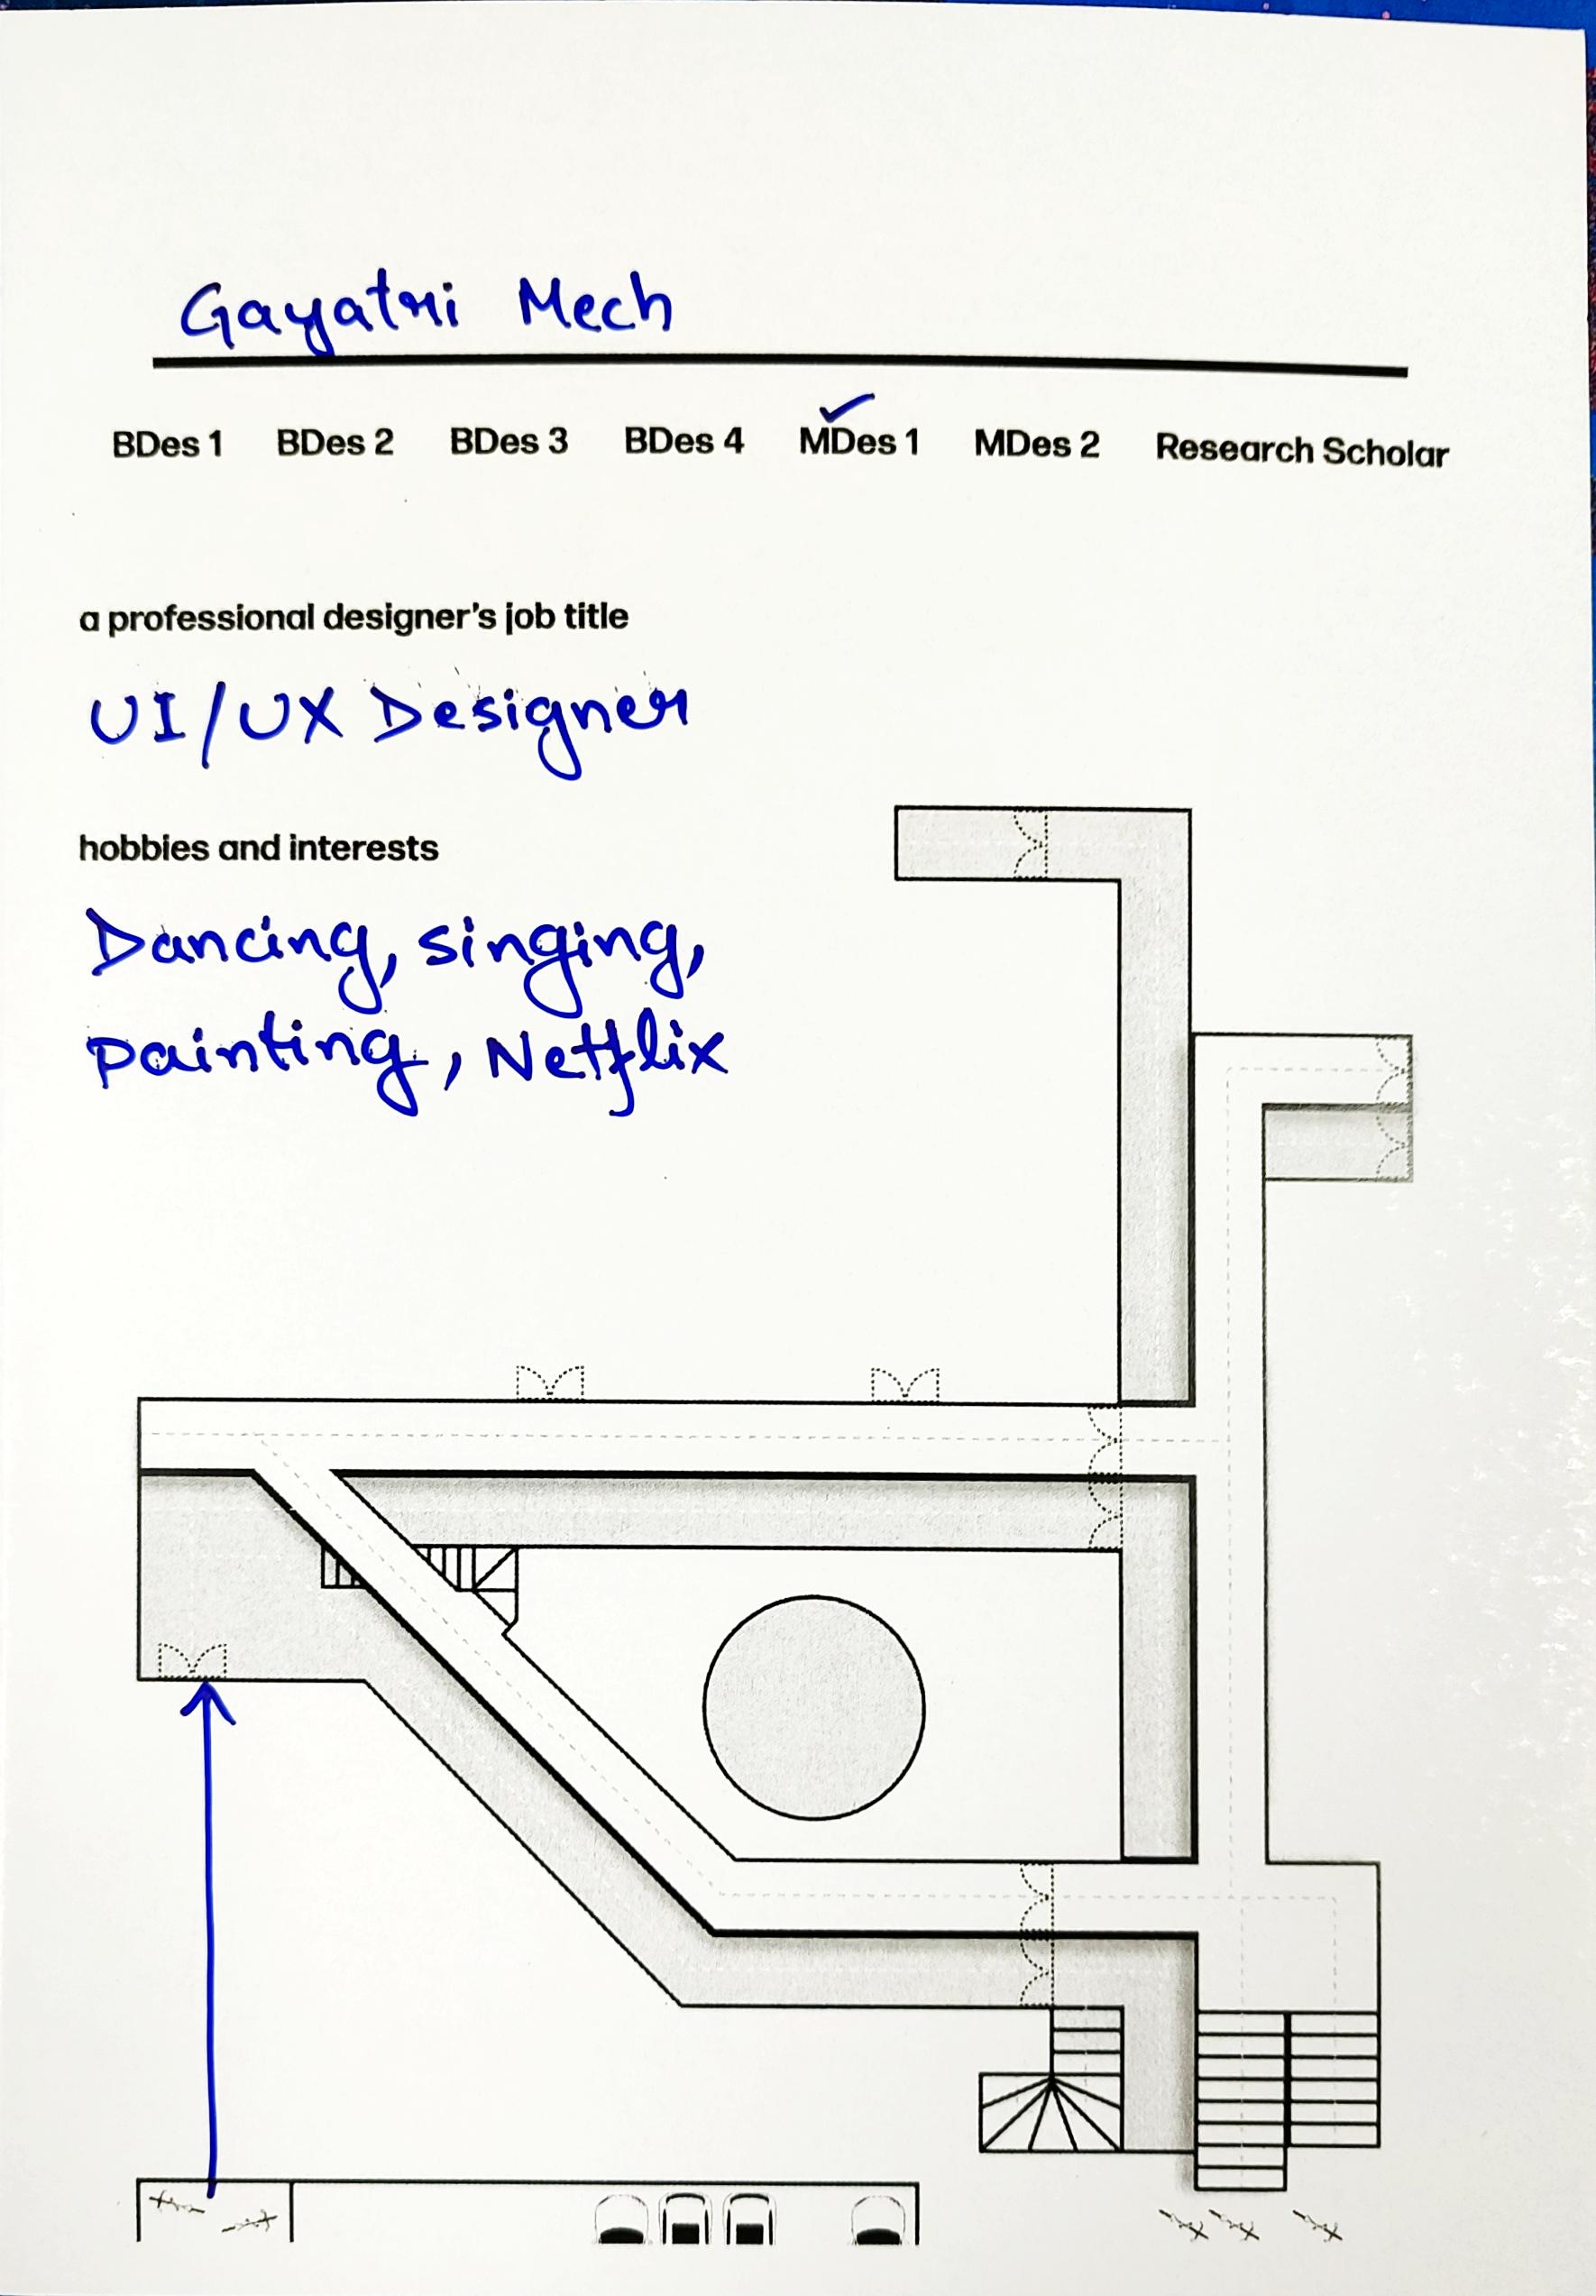 Gayatri Mech
BDes 1 BDes 2 BDes 3 BDes 4 MDes 1 MDes 2 Research Scholar
a professional designer's job title
UI/UX Designer
hobbies and interests
Dancing, singing,
painting, Netflix